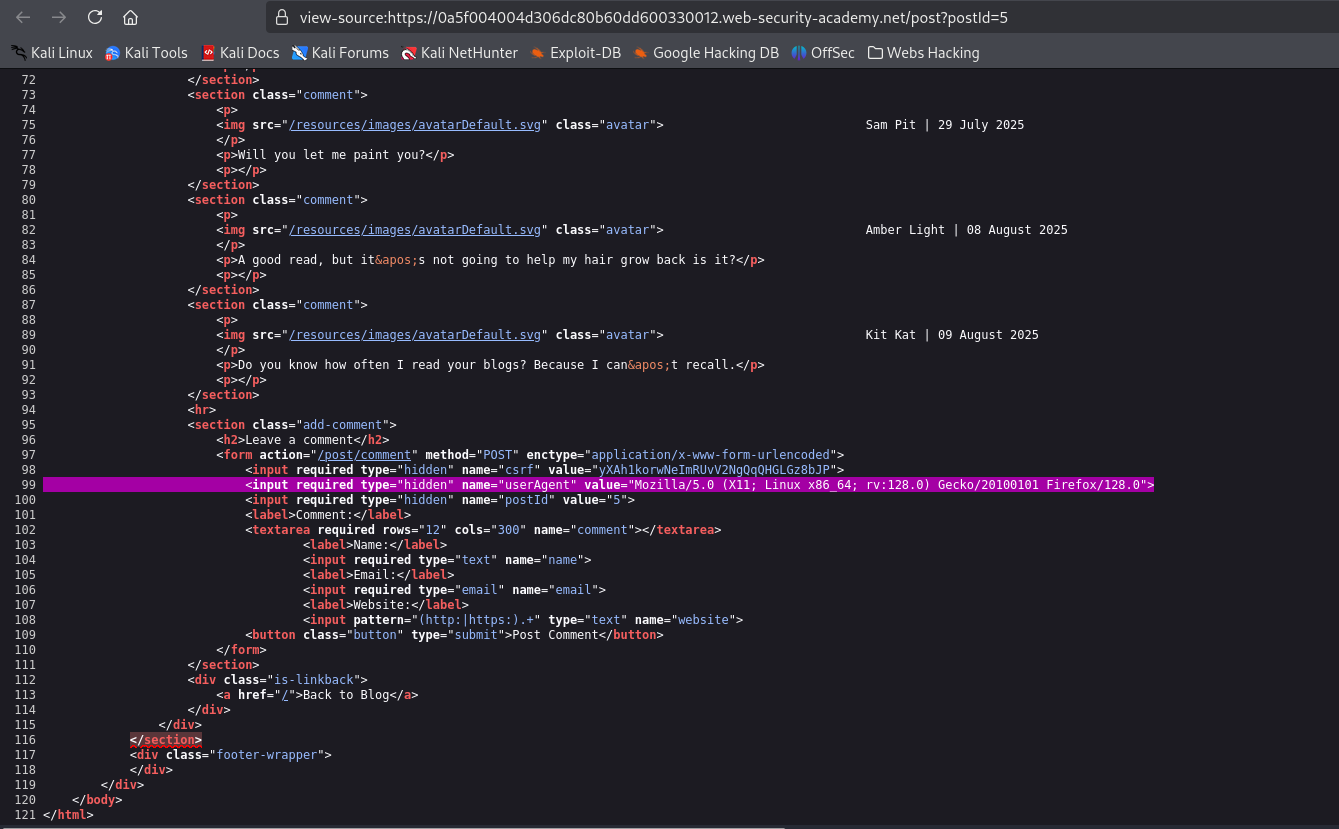 view-source:https://0a5f004004d306dc80b60dd600330012.web-security-academy.net/post?postId=5
Kali Linux Kali Tools Kali Docs Kali Forums Kali NetHunter Exploit-DB Google Hacking DB OffSec Webs Hacking
72 </section>
73 <section class="comment">
74 <p>
75 <img src="/resources/images/avatarDefault.svg" class="avatar"> Sam Pit | 29 July 2025
76 </p>
77 <p>Will you let me paint you?</p>
78 <p></p>
79 </section>
80 <section class="comment">
81 <p>
82 <img src="/resources/images/avatarDefault.svg" class="avatar"> Amber Light | 08 August 2025
83 </p>
84 <p>A good read, but it&apos;s not going to help my hair grow back is it?</p>
85 <p></p>
86 </section>
87 <section class="comment">
88 <p>
89 <img src="/resources/images/avatarDefault.svg" class="avatar"> Kit Kat | 09 August 2025
90 </p>
91 <p>Do you know how often I read your blogs? Because I can&apos;t recall.</p>
92 <p></p>
93 </section>
94 <hr>
95 <section class="add-comment">
96 <h2>Leave a comment</h2>
97 <form action="/post/comment" method="POST" enctype="application/x-www-form-urlencoded">
98 <input required type="hidden" name="csrf" value="yXAh1korwNeImRUvV2NgQqQHGLGz8bJP">
99 <input required type="hidden" name="userAgent" value="Mozilla/5.0 (X11; Linux x86_64; rv:128.0) Gecko/20100101 Firefox/128.0">
100 <input required type="hidden" name="postId" value="5">
101 <label>Comment:</label>
102 <textarea required rows="12" cols="300" name="comment"></textarea>
103 <label>Name:</label>
104 <input required type="text" name="name">
105 <label>Email:</label>
106 <input required type="email" name="email">
107 <label>Website:</label>
108 <input pattern="(http:|https:).+" type="text" name="website">
109 <button class="button" type="submit">Post Comment</button>
110 </form>
111 </section>
112 <div class="is-linkback">
113 <a href="/">Back to Blog</a>
114 </div>
115 </div>
116 </section>
117 <div class="footer-wrapper">
118 </div>
119 </div>
120 </body>
121 </html>